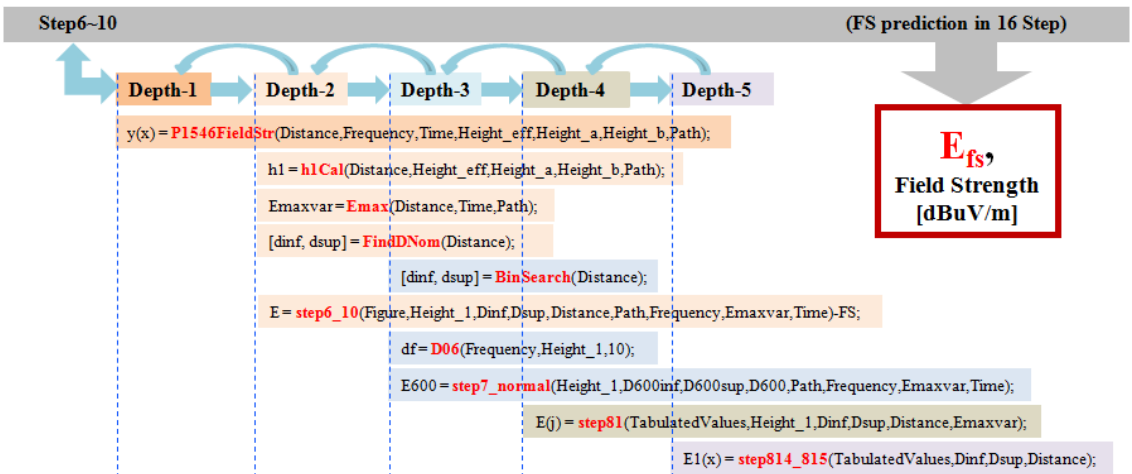 Step6~10
(FS prediction in 16 Step)
Depth-1
Depth-2
Depth-3
Depth-4
Depth-5
y(x) = P1546FieldStr(Distance,Frequency,Time,Height_eff,Height_a,Height_b,Path);
h1 = h1Cal(Distance,Height_eff,Height_a,Height_b,Path);
Emaxvar = Emax(Distance,Time,Path);
[dinf, dsup] = FindDNom(Distance);
[dinf, dsup] = BinSearch(Distance);
E = step6_10(Figure,Height_1,Dinf,Dsup,Distance,Path,Frequency,Emaxvar,Time)-FS;
df = D06(Frequency,Height_1,10);
E600 = step7_normal(Height_1,D600inf,D600sup,D600,Path,Frequency,Emaxvar,Time);
E(j) = step81(TabulatedValues,Height_1,Dinf,Dsup,Distance,Emaxvar);
E1(x) = step814_815(TabulatedValues,Dinf,Dsup,Distance);
Efs,
Field Strength
[dBuV/m]